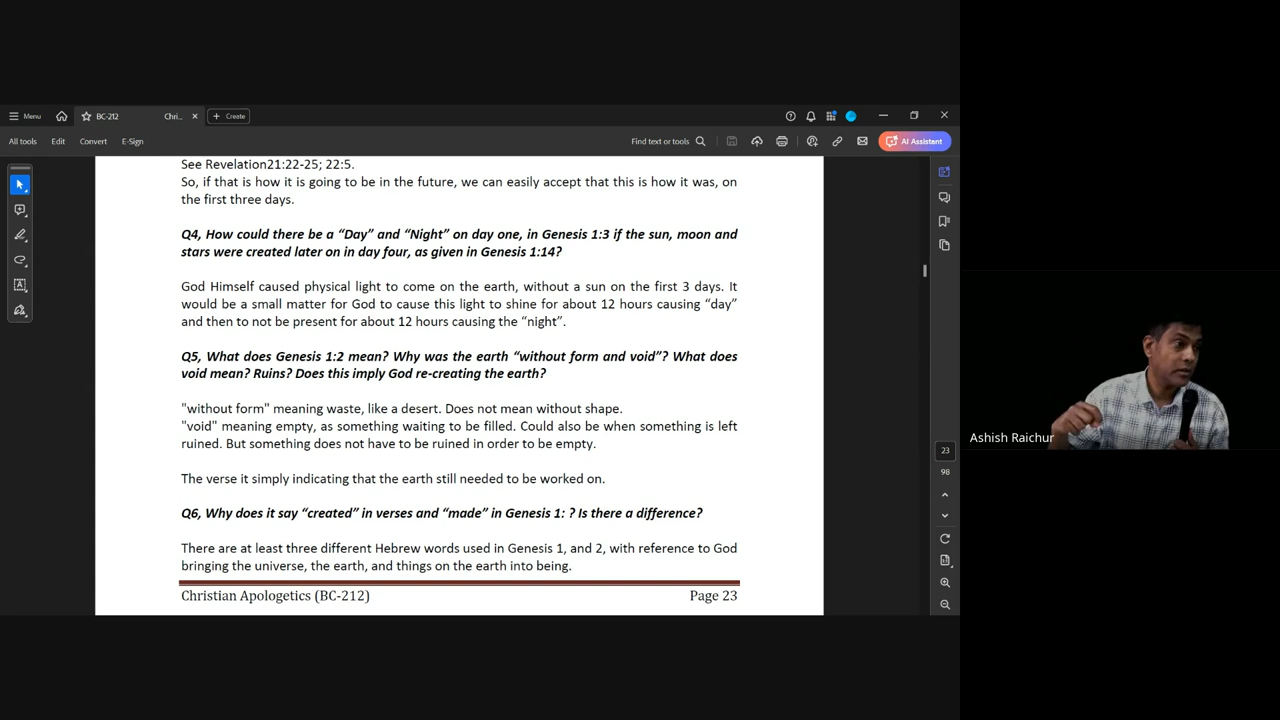 Menu
BC-212
Chri...
Create
All tools
Edit
Convert
E-Sign
Find text or tools
AI Assistant
See Revelation21:22-25; 22:5.
So, if that is how it is going to be in the future, we can easily accept that this is how it was, on
the first three days.
Q4, How could there be a “Day” and “Night” on day one, in Genesis 1:3 if the sun, moon and
stars were created later on in day four, as given in Genesis 1:14?
God Himself caused physical light to come on the earth, without a sun on the first 3 days. It
would be a small matter for God to cause this light to shine for about 12 hours causing “day”
and then to not be present for about 12 hours causing the “night”.
Q5, What does Genesis 1:2 mean? Why was the earth “without form and void”? What does
void mean? Ruins? Does this imply God re-creating the earth?
"without form" meaning waste, like a desert. Does not mean without shape.
"void" meaning empty, as something waiting to be filled. Could also be when something is left
ruined. But something does not have to be ruined in order to be empty.
The verse it simply indicating that the earth still needed to be worked on.
Q6, Why does it say “created” in verses and “made” in Genesis 1: ? Is there a difference?
There are at least three different Hebrew words used in Genesis 1, and 2, with reference to God
bringing the universe, the earth, and things on the earth into being.
Christian Apologetics (BC-212)
Page 23
23
98
Ashish Raichur